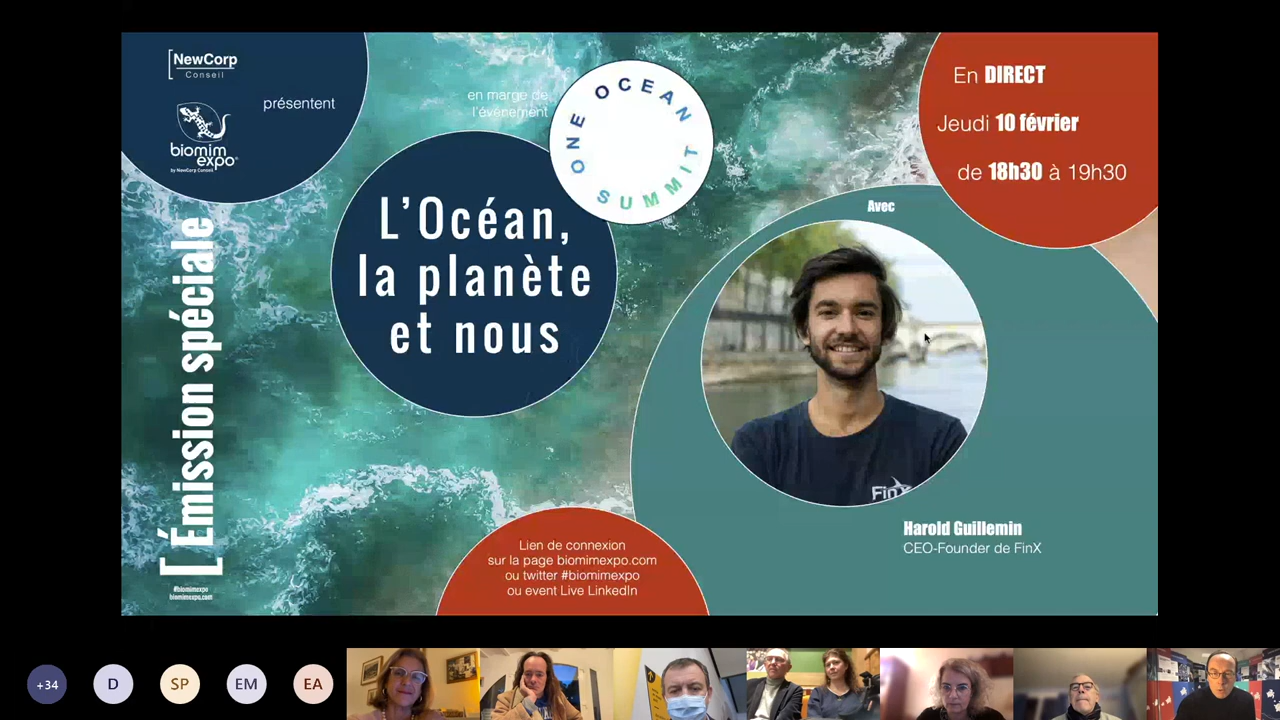 [NewCorp
Conseil
présentent
biomim
expo
by NewCorp Conseil
en marge de
l'événement
ONE OCEAN
SUMMIT
En DIRECT
Jeudi 10 février
de 18h30 à 19h30
L'Océan,
la planète
et nous
Avec
FinX
Harold Guillemin
CEO-Founder de FinX
[Émission spéciale
#biomimexpo
biomimexpo.com
Lien de connexion
sur la page biomimexpo.com
ou twitter #biomimexpo
ou event Live LinkedIn
+34
D
SP
EM
EA